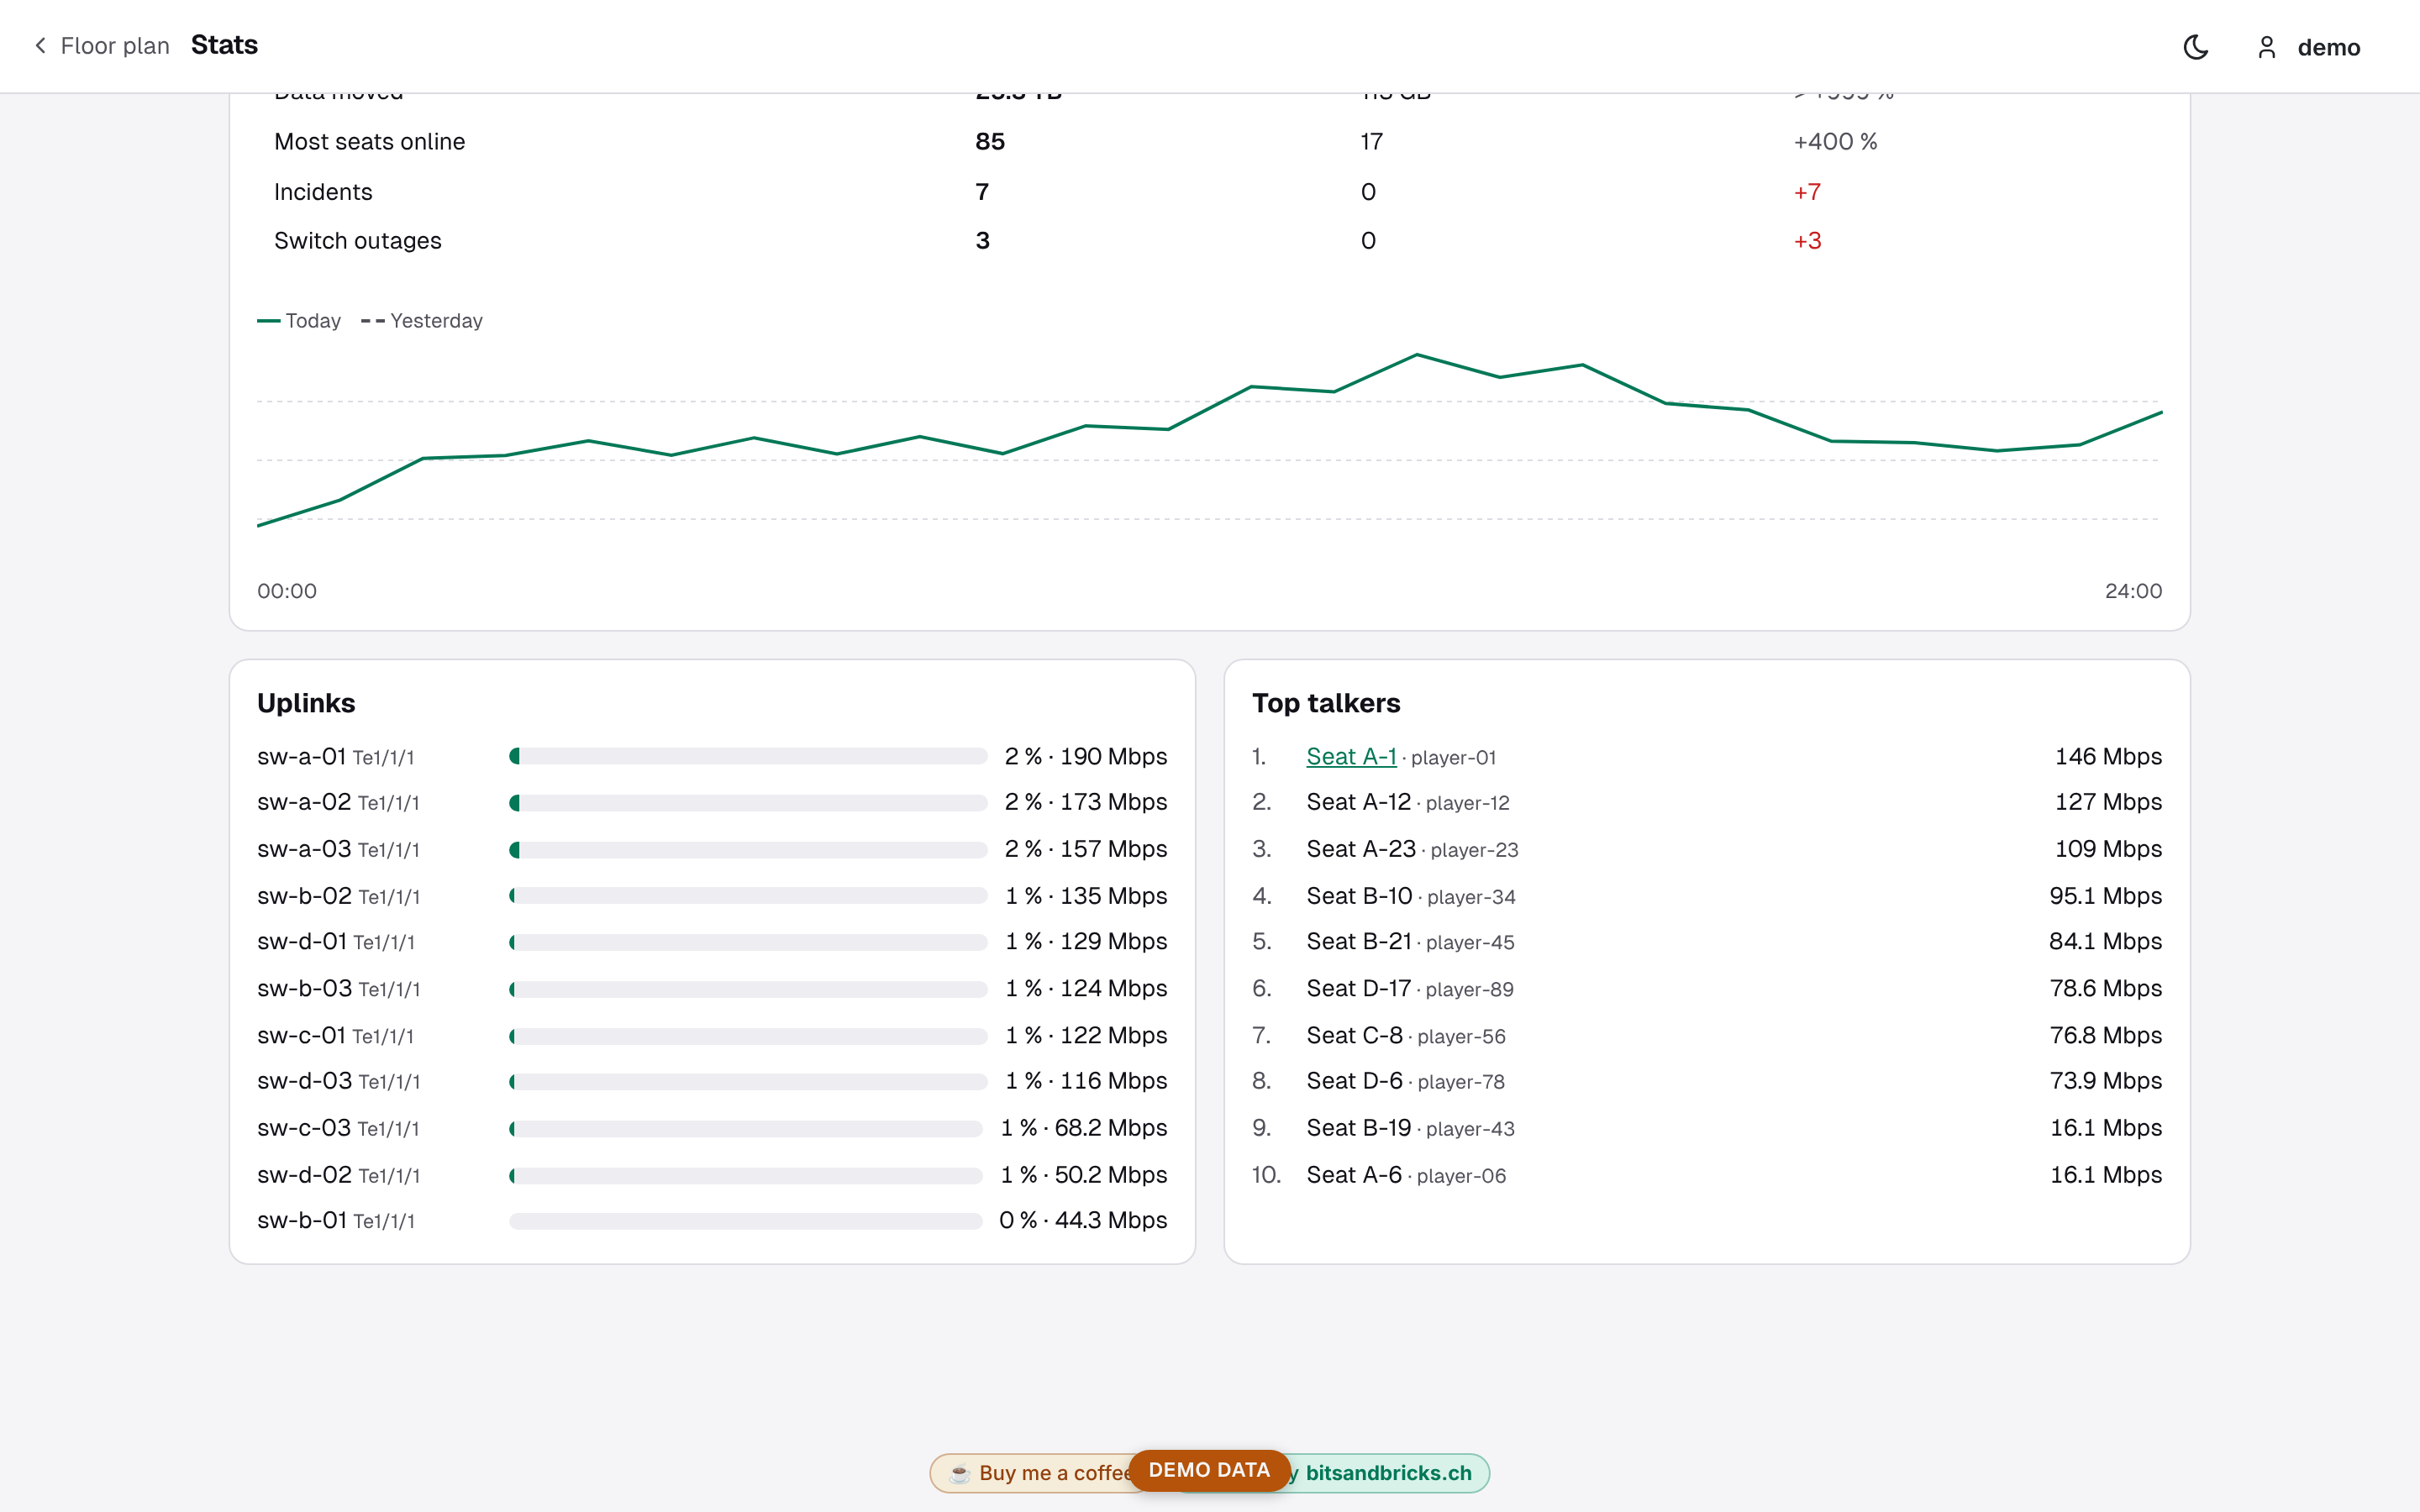 Floor plan Stats demo
Most seats online 85 17 +400 %
Incidents 7 0 +7
Switch outages 3 0 +3
Today Yesterday
00:00 24:00
Uplinks
sw-a-01 Te1/1/1 2 % · 190 Mbps
sw-a-02 Te1/1/1 2 % · 173 Mbps
sw-a-03 Te1/1/1 2 % · 157 Mbps
sw-b-02 Te1/1/1 1 % · 135 Mbps
sw-d-01 Te1/1/1 1 % · 129 Mbps
sw-b-03 Te1/1/1 1 % · 124 Mbps
sw-c-01 Te1/1/1 1 % · 122 Mbps
sw-d-03 Te1/1/1 1 % · 116 Mbps
sw-c-03 Te1/1/1 1 % · 68.2 Mbps
sw-d-02 Te1/1/1 1 % · 50.2 Mbps
sw-b-01 Te1/1/1 0 % · 44.3 Mbps
Top talkers
1. Seat A-1 · player-01 146 Mbps
2. Seat A-12 · player-12 127 Mbps
3. Seat A-23 · player-23 109 Mbps
4. Seat B-10 · player-34 95.1 Mbps
5. Seat B-21 · player-45 84.1 Mbps
6. Seat D-17 · player-89 78.6 Mbps
7. Seat C-8 · player-56 76.8 Mbps
8. Seat D-6 · player-78 73.9 Mbps
9. Seat B-19 · player-43 16.1 Mbps
10. Seat A-6 · player-06 16.1 Mbps
Buy me a coffee DEMO DATA bitsandbricks.ch